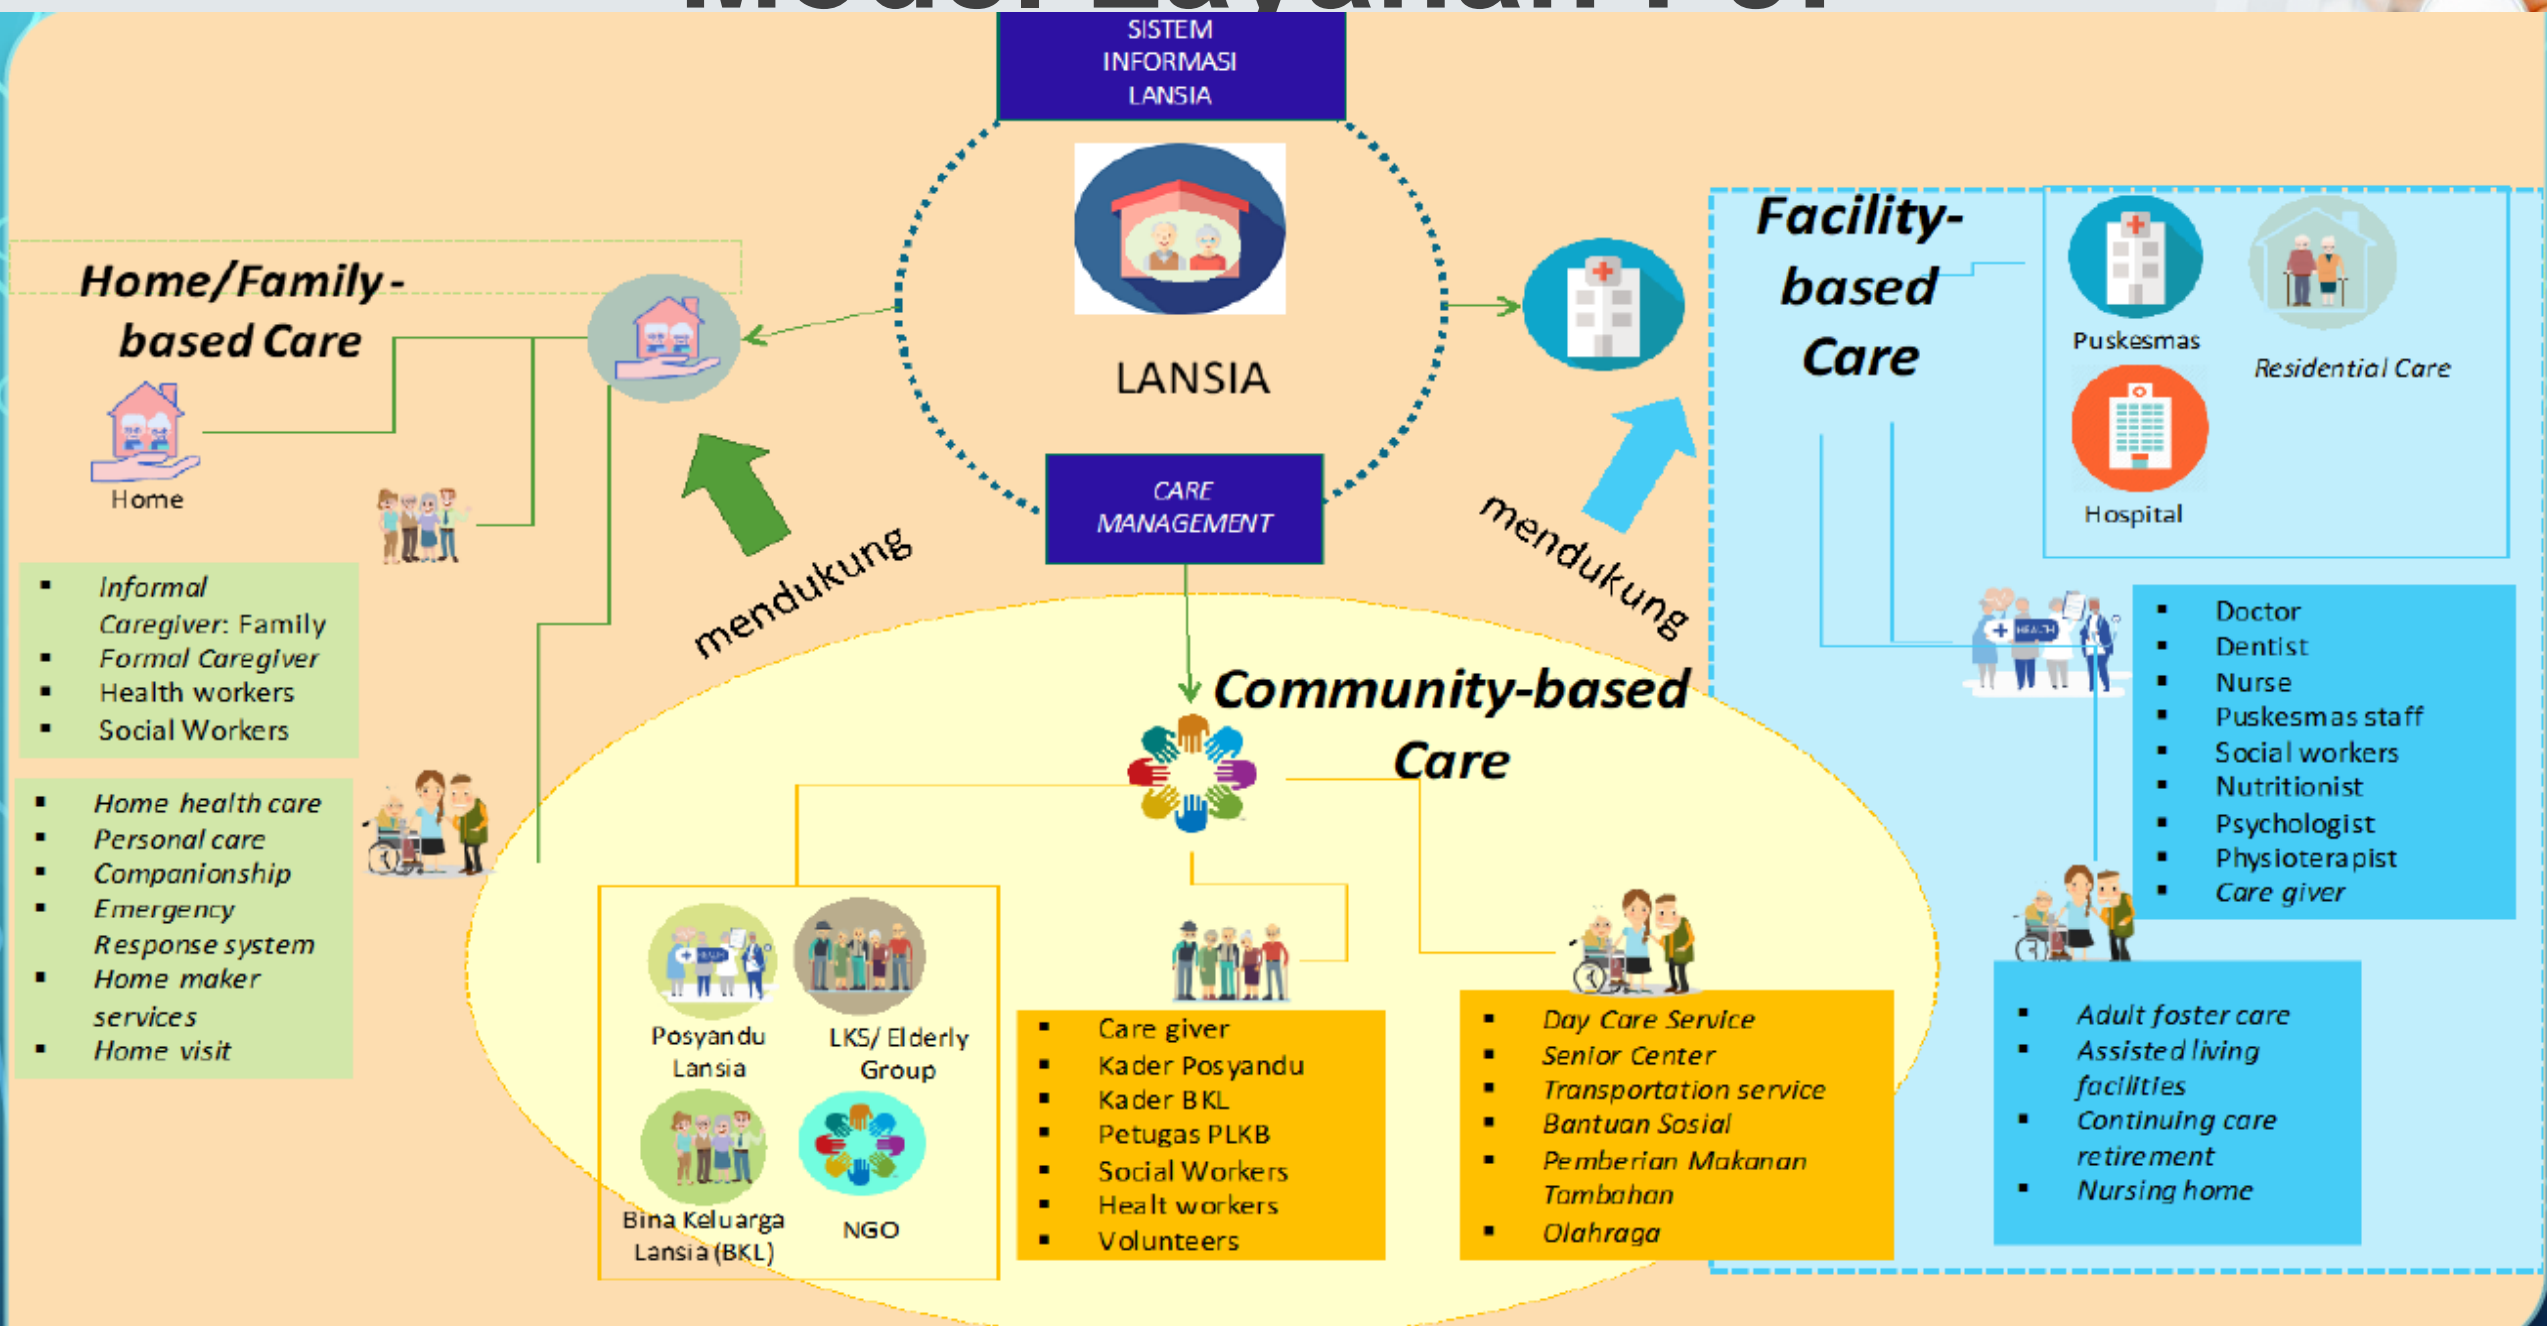 SISTEM
INFORMASI
LANSIA
LANSIA
CARE
MANAGEMENT
Home/Family-
based Care
Home
▪ Informal
Caregiver: Family
▪ Formal Caregiver
▪ Health workers
▪ Social Workers
▪ Home health care
▪ Personal care
▪ Companionship
▪ Emergency
Response system
▪ Home maker
services
▪ Home visit
mendukung
mendukung
Community-based
Care
Posyandu
Lansia
LKS/ Elderly
Group
Bina Keluarga
Lansia (BKL)
NGO
▪ Care giver
▪ Kader Posyandu
▪ Kader BKL
▪ Petugas PLKB
▪ Social Workers
▪ Healt workers
▪ Volunteers
▪ Day Care Service
▪ Senior Center
▪ Transportation service
▪ Bantuan Sosial
▪ Pemberian Makanan
Tambahan
▪ Olahraga
Facility-
based
Care
Puskesmas
Residential Care
Hospital
HEALTH
▪ Doctor
▪ Dentist
▪ Nurse
▪ Puskesmas staff
▪ Social workers
▪ Nutritionist
▪ Psychologist
▪ Physioterapist
▪ Care giver
▪ Adult foster care
▪ Assisted living
facilities
▪ Continuing care
retirement
▪ Nursing home